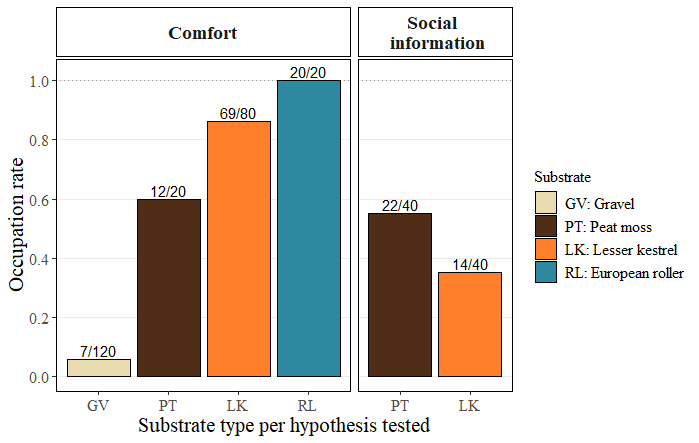 Comfort
Social
information
Occupation rate
1.0
0.8
0.6
0.4
0.2
0.0
7/120
12/20
69/80
20/20
22/40
14/40
GV PT LK RL PT LK
Substrate type per hypothesis tested
Substrate
GV: Gravel
PT: Peat moss
LK: Lesser kestrel
RL: European roller